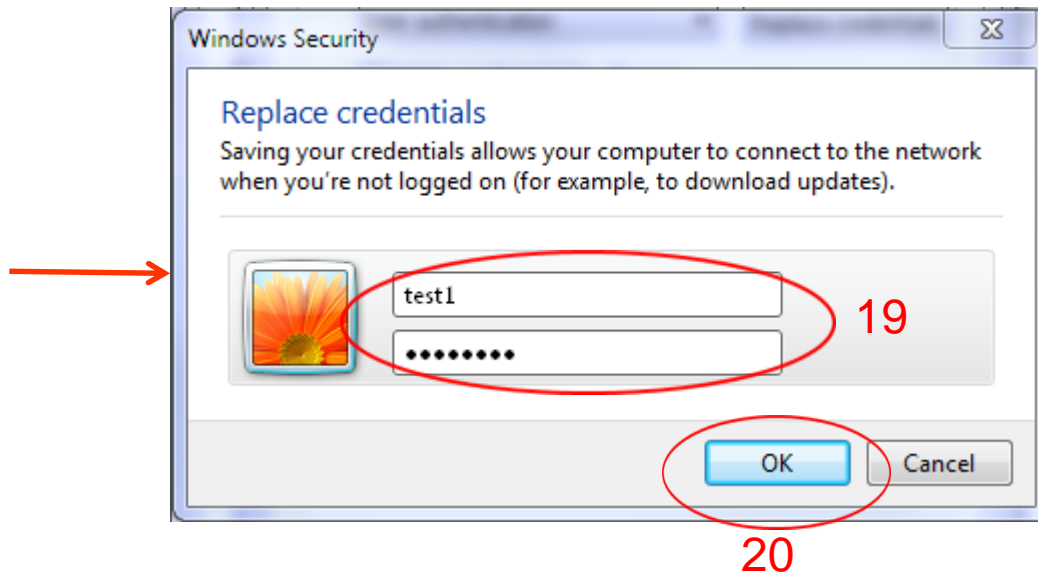 Windows Security
Replace credentials
Saving your credentials allows your computer to connect to the network
when you're not logged on (for example, to download updates).
test1
●●●●●●●●
19
OK
Cancel
20